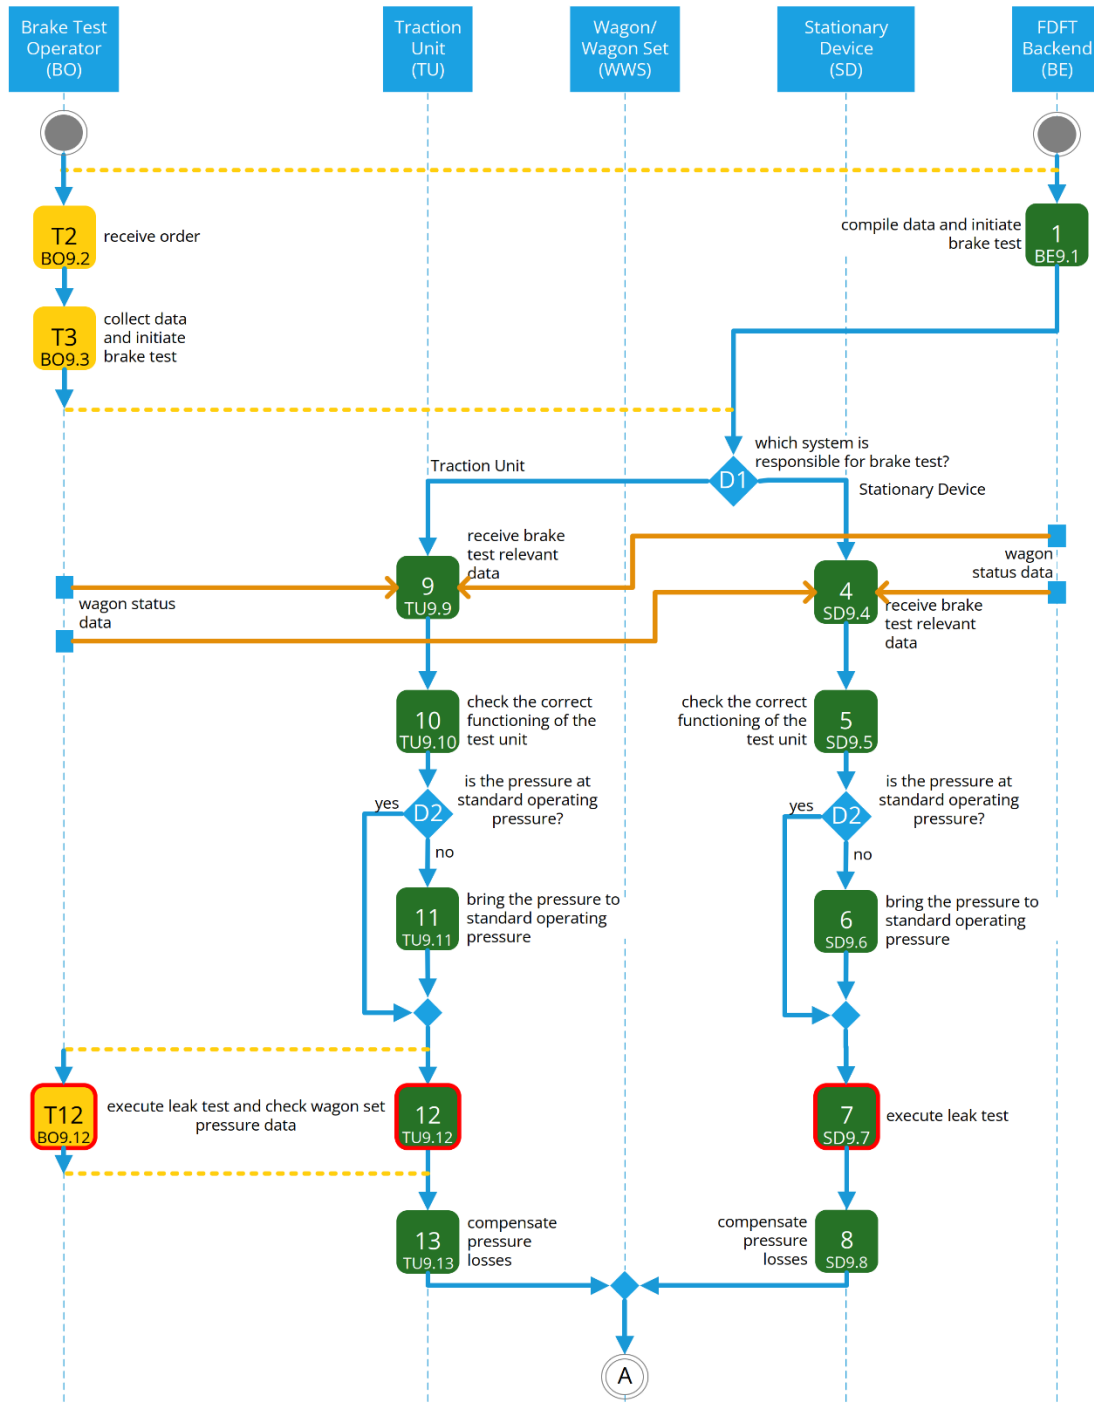 Brake Test
Operator
(BO)
Traction
Unit
(TU)
Wagon/
Wagon Set
(WWS)
Stationary
Device
(SD)
FDFT
Backend
(BE)
T2
BO9.2
receive order
compile data and initiate
brake test
1
BE9.1
T3
BO9.3
collect data
and initiate
brake test
which system is
responsible for brake test?
D1
Traction Unit
Stationary Device
receive brake
test relevant
data
9
TU9.9
wagon status
data
4
SD9.4
wagon
status data
receive brake
test relevant
data
10
TU9.10
check the correct
functioning of the
test unit
check the correct
functioning of the
test unit
5
SD9.5
yes
D2
is the pressure at
standard operating
pressure?
no
yes
D2
is the pressure at
standard operating
pressure?
no
11
TU9.11
bring the pressure to
standard operating
pressure
6
SD9.6
bring the pressure to
standard operating
pressure
T12
BO9.12
execute leak test and check wagon set
pressure data
12
TU9.12
7
SD9.7
execute leak test
13
TU9.13
compensate
pressure
losses
compensate
pressure
losses
8
SD9.8
A